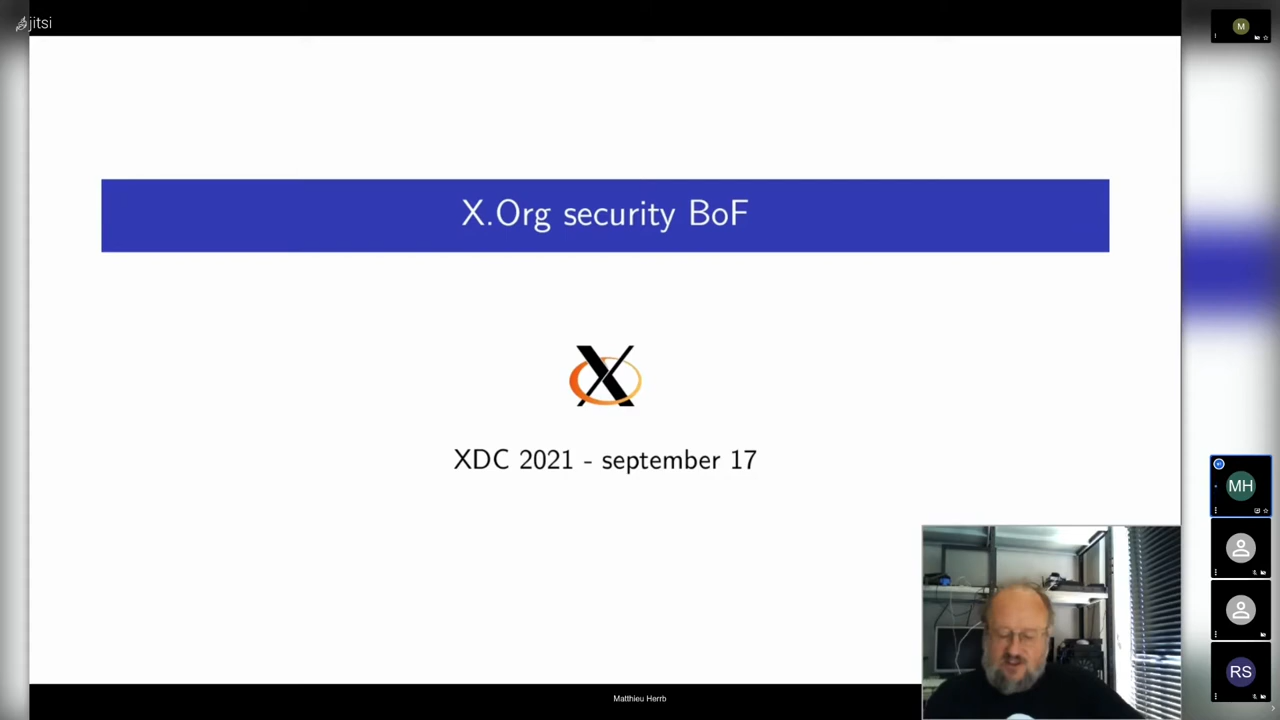 jitsi
M
X.Org security BoF
X
XDC 2021 - september 17
MH
RS
Matthieu Herrb